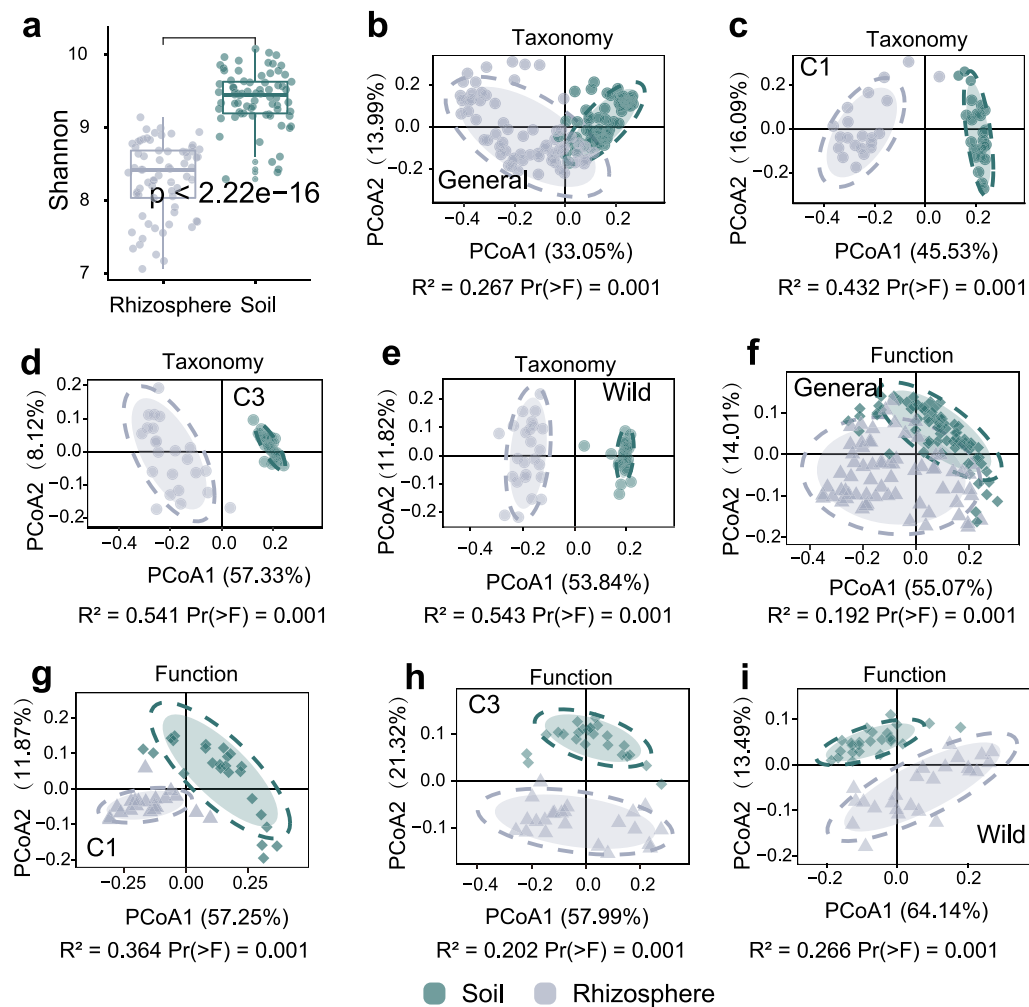 a
Shannon
10
9
8
7
p < 2.22e−16
Rhizosphere Soil
b
Taxonomy
PCoA2 (13.99%)
0.2
0.0
−0.2
General
−0.4 −0.2 0.0 0.2
PCoA1 (33.05%)
R² = 0.267 Pr(>F) = 0.001
c
Taxonomy
C1
PCoA2 (16.09%)
0.2
0.0
−0.2
−0.4 −0.2 0.0 0.2
PCoA1 (45.53%)
R² = 0.432 Pr(>F) = 0.001
d
Taxonomy
C3
PCoA2 (8.12%)
0.2
0.1
0.0
−0.1
−0.2
−0.4 −0.2 0.0 0.2
PCoA1 (57.33%)
R² = 0.541 Pr(>F) = 0.001
e
Taxonomy
Wild
PCoA2 (11.82%)
0.2
0.1
0.0
−0.1
−0.2
−0.4 −0.2 0.0 0.2
PCoA1 (53.84%)
R² = 0.543 Pr(>F) = 0.001
f
Function
General
PCoA2 (14.01%)
0.1
0.0
−0.1
−0.2
−0.4 −0.2 0.0 0.2
PCoA1 (55.07%)
R² = 0.192 Pr(>F) = 0.001
g
Function
PCoA2 (11.87%)
0.2
0.1
0.0
−0.1
−0.2
C1
−0.25 0.00 0.25
PCoA1 (57.25%)
R² = 0.364 Pr(>F) = 0.001
h
Function
C3
PCoA2 (21.32%)
0.1
0.0
−0.1
−0.4 −0.2 0.0 0.2
PCoA1 (57.99%)
R² = 0.202 Pr(>F) = 0.001
i
Function
PCoA2 (13.49%)
0.1
0.0
−0.1
−0.2
Wild
−0.2 0.0 0.2
PCoA1 (64.14%)
R² = 0.266 Pr(>F) = 0.001
Soil Rhizosphere